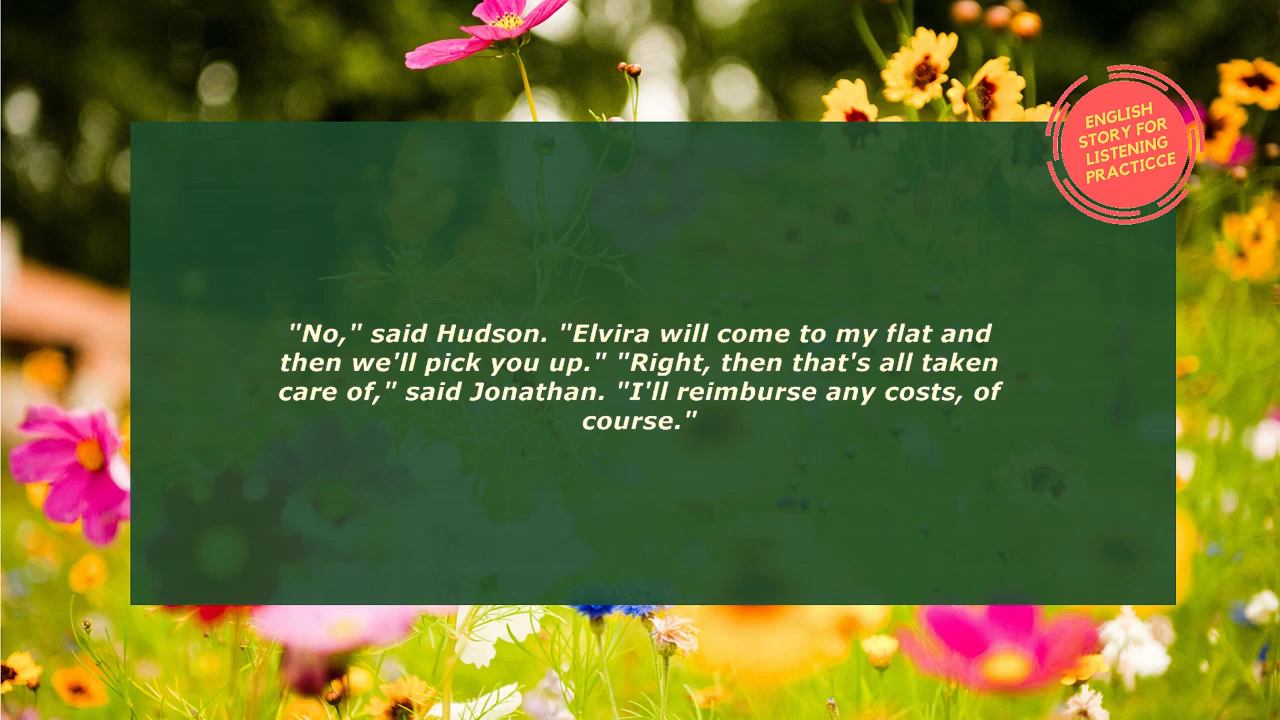 ENGLISH
STORY FOR
LISTENING
PRACTICCE
"No," said Hudson. "Elvira will come to my flat and
then we'll pick you up." "Right, then that's all taken
care of," said Jonathan. "I'll reimburse any costs, of
course."